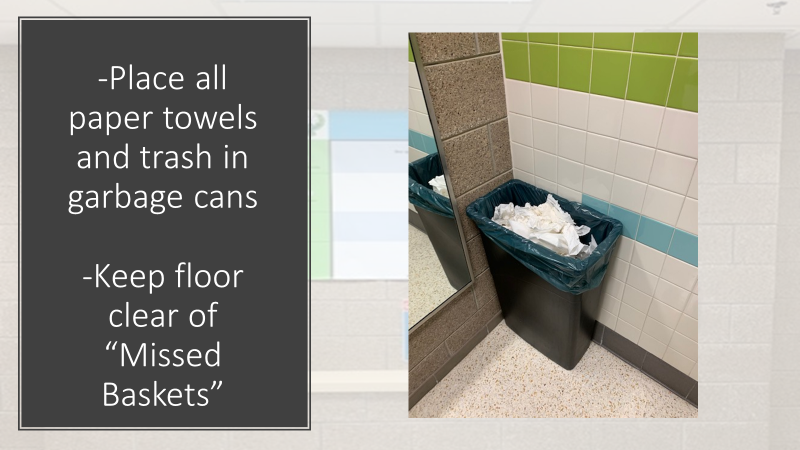 -Place all
paper towels
and trash in
garbage cans
-Keep floor
clear of
“Missed
Baskets”